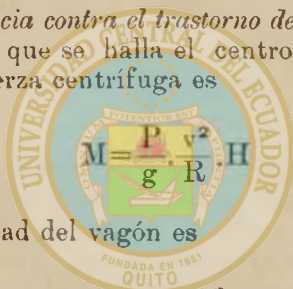 cia contra el trastorno de
que se halla el centro
erza centrífuga es
M=P/g . v²/R . H
ad del vagón es
UNIVERSIDAD CENTRAL DEL ECUADOR
FUNDADA EN 1651
QUITO